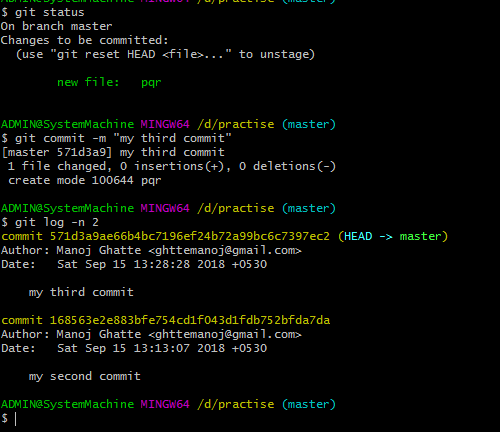 ADMIN@SystemMachine MINGW64 /d/practise (master)
$ git status
On branch master
Changes to be committed:
  (use "git reset HEAD <file>..." to unstage)

        new file:   pqr


ADMIN@SystemMachine MINGW64 /d/practise (master)
$ git commit -m "my third commit"
[master 571d3a9] my third commit
 1 file changed, 0 insertions(+), 0 deletions(-)
 create mode 100644 pqr

ADMIN@SystemMachine MINGW64 /d/practise (master)
$ git log -n 2
commit 571d3a9ae66b4bc7196ef24b72a99bc6c7397ec2 (HEAD -> master)
Author: Manoj Ghatte <ghttemanoj@gmail.com>
Date:   Sat Sep 15 13:28:28 2018 +0530

    my third commit

commit 168563e2e883bfe754cd1f043d1fdb752bfda7da
Author: Manoj Ghatte <ghttemanoj@gmail.com>
Date:   Sat Sep 15 13:13:07 2018 +0530

    my second commit

ADMIN@SystemMachine MINGW64 /d/practise (master)
$